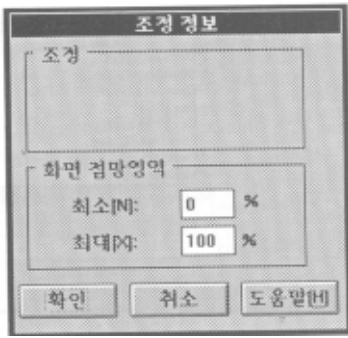 조정 정보
조정
화면 점망영역
최소[N]: 0 %
최대[X]: 100 %
확인 취소 도움말[H]